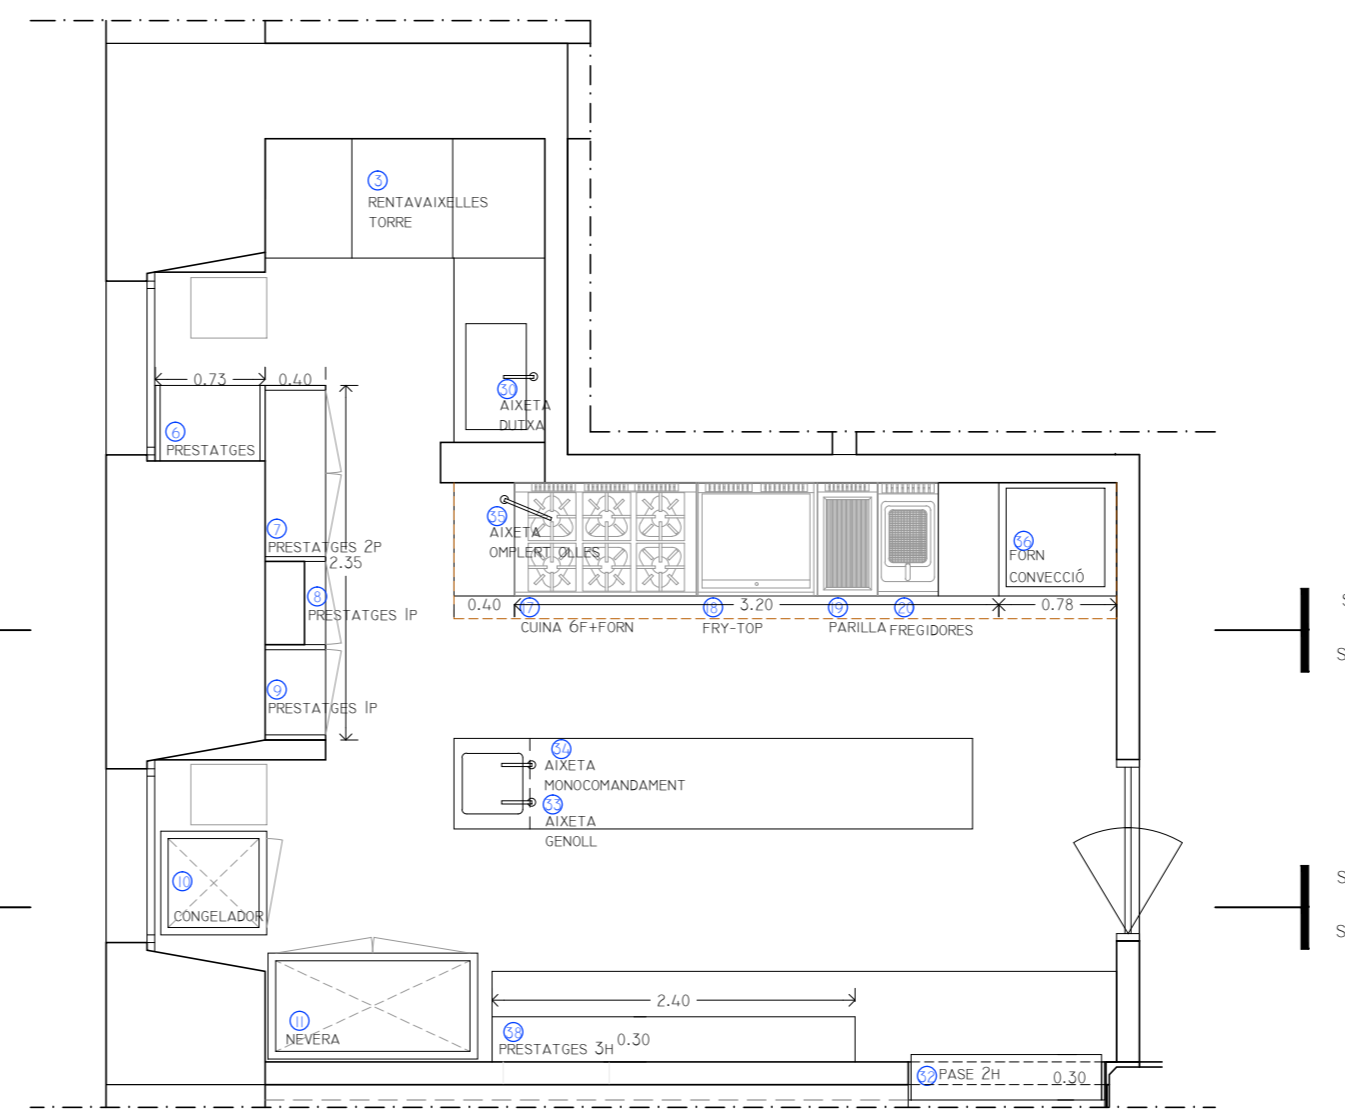 3
RENTAVAIXELLES
TORRE
0.73
0.40
30
AIXETA
DUTXA
6
PRESTATGES
7
PRESTATGES 2P
2.35
8
PRESTATGES 1P
9
PRESTATGES 1P
35
AIXETA
OMPLERT OLLES
36
FORN
CONVECCIÓ
0.40
17
3.20
18
19
20
0.78
CUINA 6F+FORN
FRY-TOP
PARILLA
FREGIDORES
S
S
34
AIXETA
MONOCOMANDAMENT
33
AIXETA
GENOLL
10
CONGELADOR
S
S
11
NEVERA
2.40
38
PRESTATGES 3H
0.30
32
PASE 2H
0.30